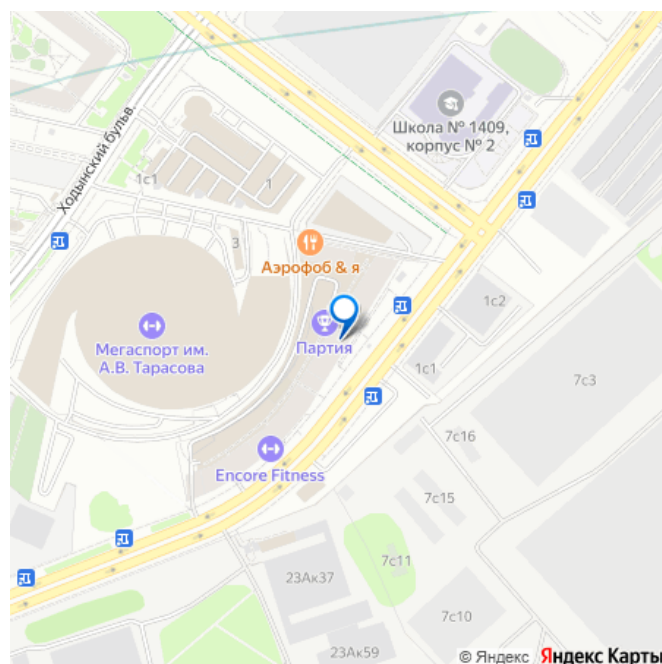 Школа № 1409,
корпус № 2
Ходынский бульв.
1с1
1
3
Аэрофоб & я
Мегаспорт им.
А.В. Тарасова
Партия
1с2
1с1
7с3
7с16
Encore Fitness
7с15
7с11
23Ак37
7с10
23Ак59
© Яндекс Яндекс Карты